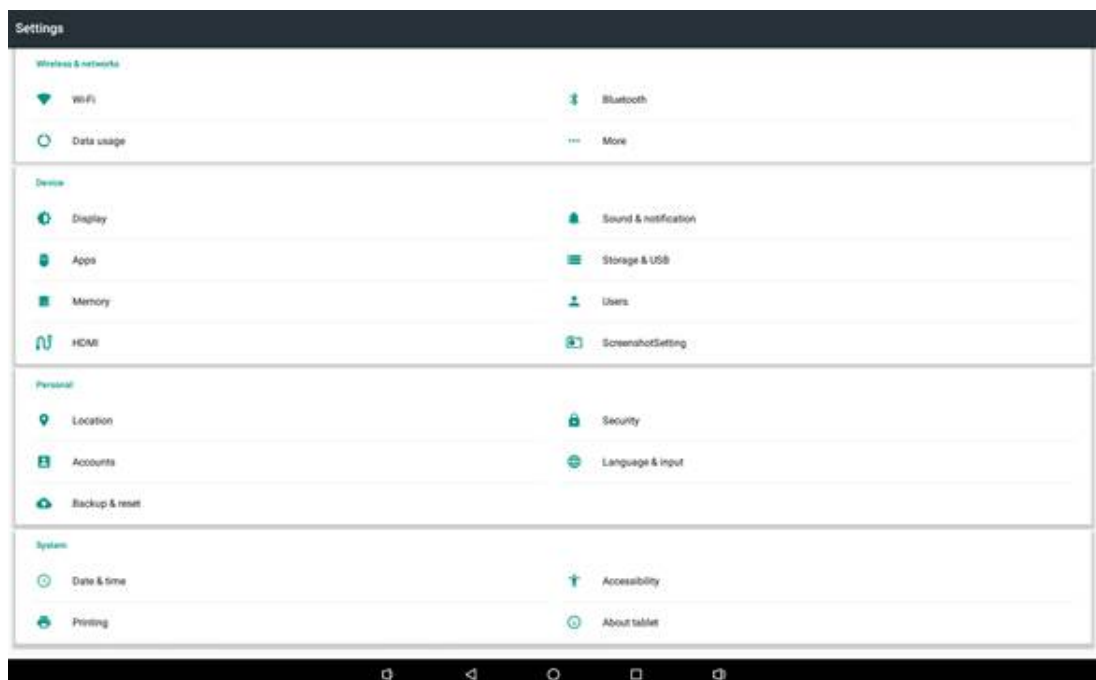 Settings
Wireless & networks
Wi-Fi
Bluetooth
Data usage
More
Device
Display
Sound & notification
Apps
Storage & USB
Memory
Users
HDMI
ScreenshotSetting
Personal
Location
Security
Accounts
Language & input
Backup & reset
System
Date & time
Accessibility
Printing
About tablet